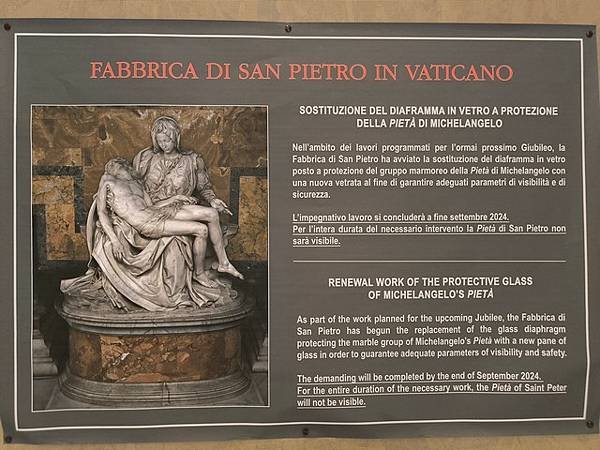 FABBRICA DI SAN PIETRO IN VATICANO
SOSTITUZIONE DEL DIAFRAMMA IN VETRO A PROTEZIONE
DELLA PIETÀ DI MICHELANGELO
Nell'ambito dei lavori programmati per l'ormai prossimo Giubileo, la
Fabbrica di San Pietro ha avviato la sostituzione del diaframma in vetro
posto a protezione del gruppo marmoreo della Pietà di Michelangelo con
una nuova vetrata al fine di garantire adeguati parametri di visibilità e di
sicurezza.
L'impegnativo lavoro si concluderà a fine settembre 2024.
Per l'intera durata del necessario intervento la Pietà di San Pietro non
sarà visibile.
RENEWAL WORK OF THE PROTECTIVE GLASS
OF MICHELANGELO'S PIETÀ
As part of the work planned for the upcoming Jubilee, the Fabbrica di
San Pietro has begun the replacement of the glass diaphragm
protecting the marble group of Michelangelo's Pietà with a new pane of
glass in order to guarantee adequate parameters of visibility and safety.
The demanding will be completed by the end of September 2024.
For the entire duration of the necessary work, the Pietà of Saint Peter
will not be visible.